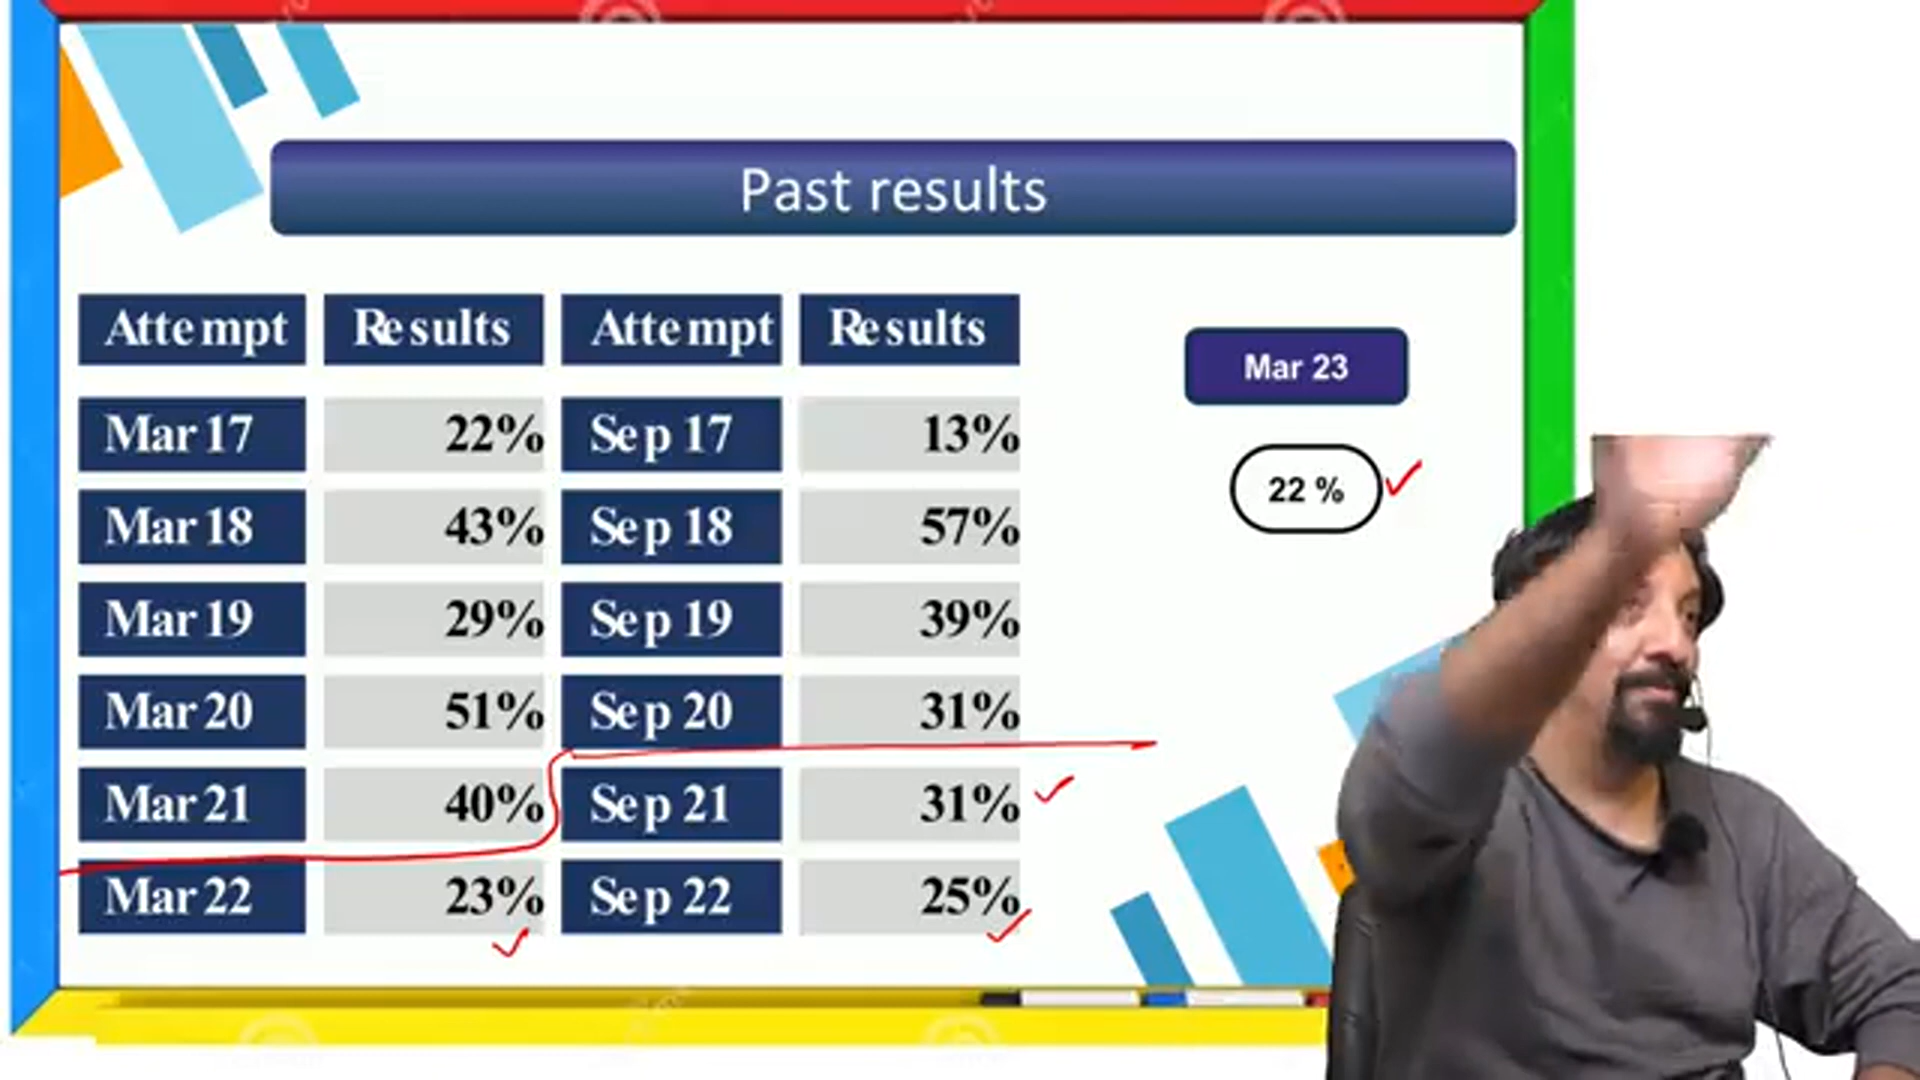 Past results
Attempt Results Attempt Results
Mar 17 22% Sep 17 13%
Mar 18 43% Sep 18 57%
Mar 19 29% Sep 19 39%
Mar 20 51% Sep 20 31%
Mar 21 40% Sep 21 31%
Mar 22 23% Sep 22 25%
Mar 23
22 %